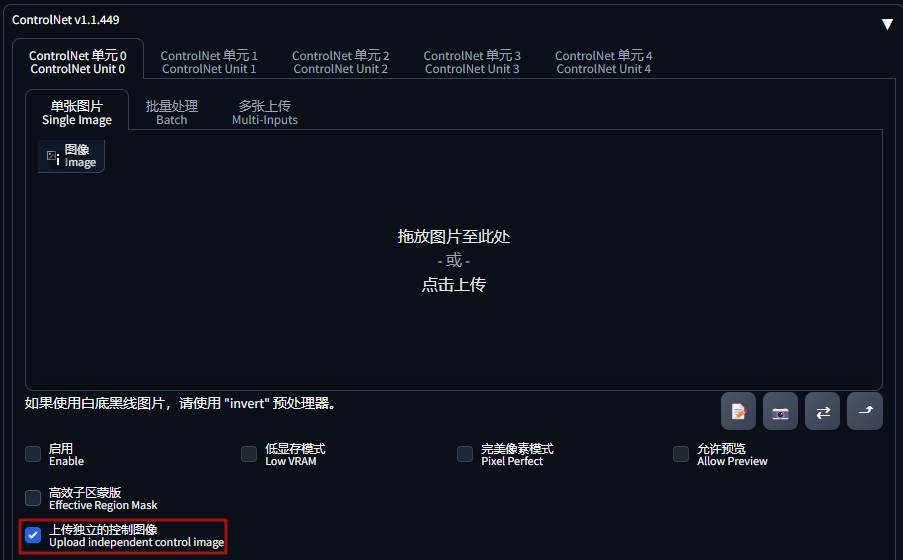 ControlNet v1.1.449
ControlNet 单元 0
ControlNet Unit 0
ControlNet 单元 1
ControlNet Unit 1
ControlNet 单元 2
ControlNet Unit 2
ControlNet 单元 3
ControlNet Unit 3
ControlNet 单元 4
ControlNet Unit 4
单张图片
Single Image
批量处理
Batch
多张上传
Multi-Inputs
图像
Image
拖放图片至此处
- 或 -
点击上传
如果使用白底黑线图片，请使用 "invert" 预处理器。
启用
Enable
低显存模式
Low VRAM
完美像素模式
Pixel Perfect
允许预览
Allow Preview
高效子区蒙版
Effective Region Mask
上传独立的控制图像
Upload independent control image